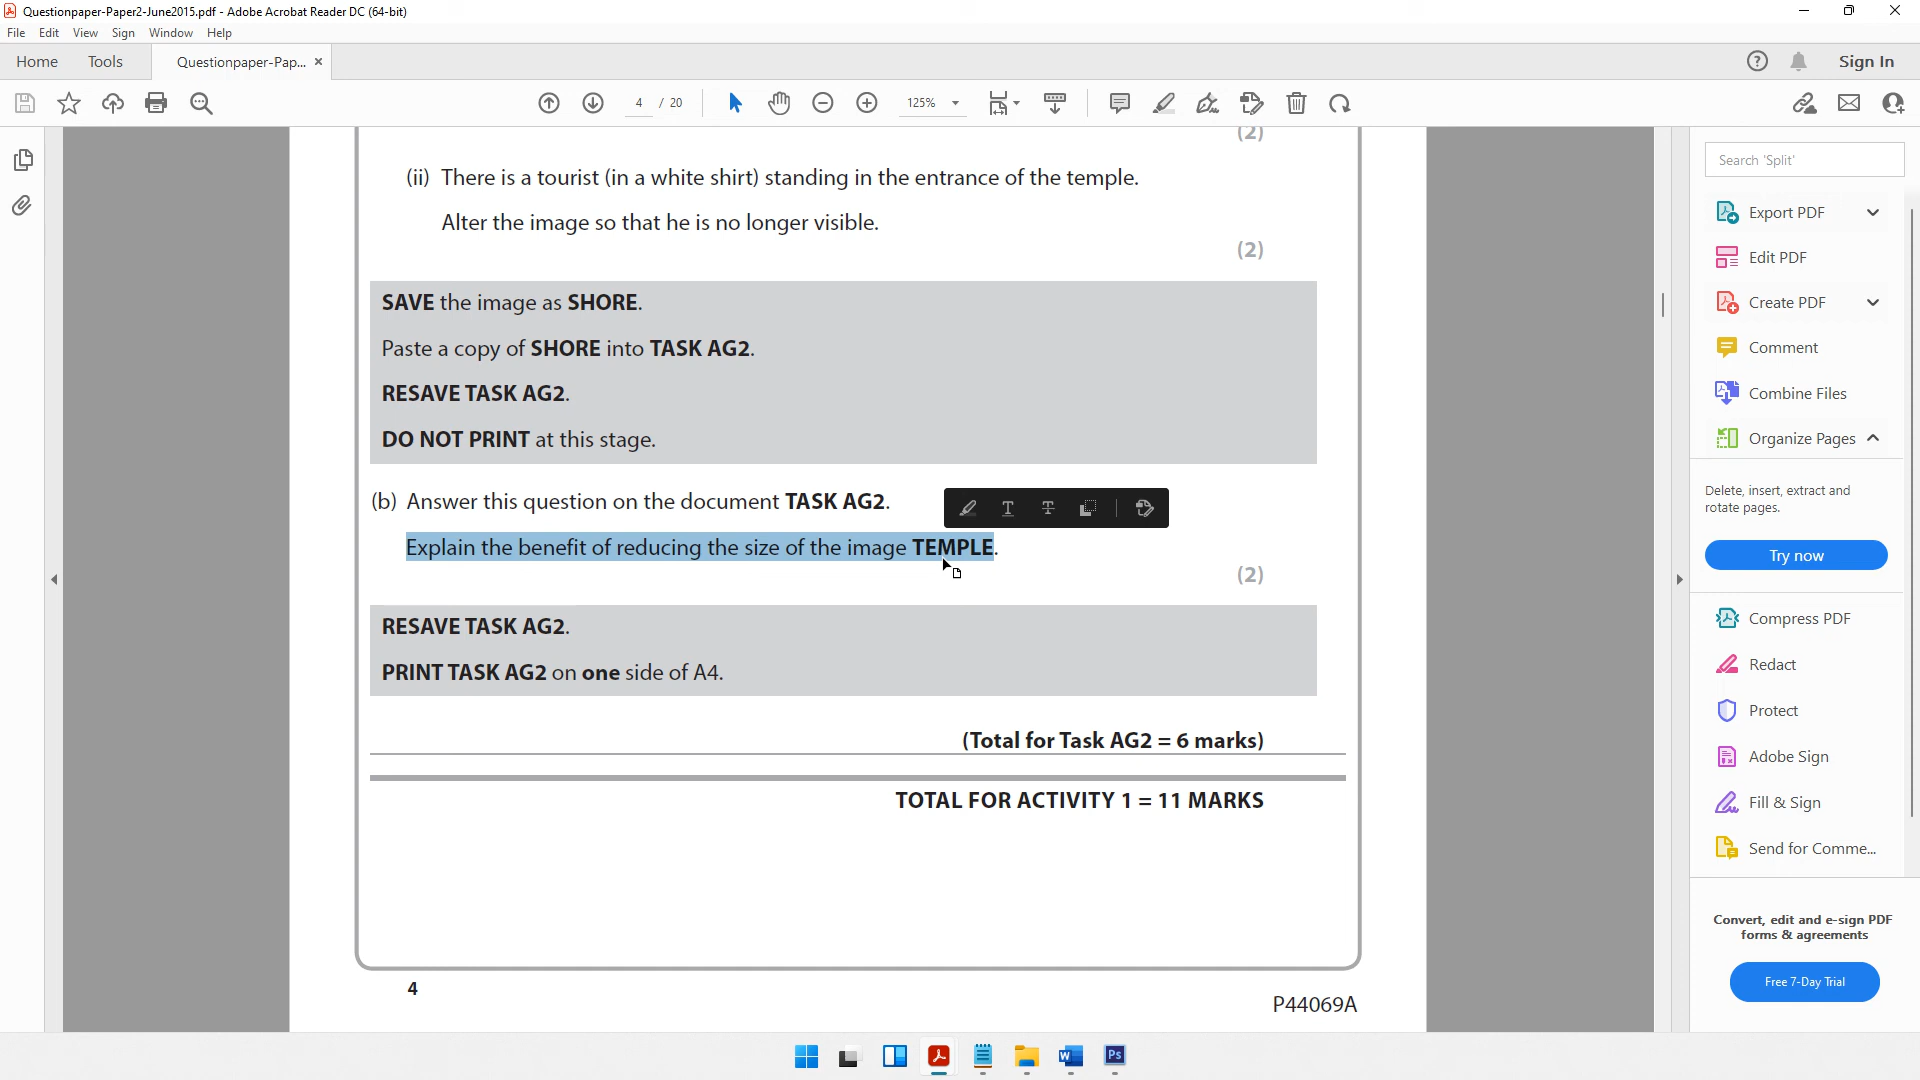 Questionpaper-Paper2-June2015.pdf - Adobe Acrobat Reader DC (64-bit)
File Edit View Sign Window Help
Home Tools Questionpaper-Pap... × Sign In
4 / 20 125%
(2)
(ii) There is a tourist (in a white shirt) standing in the entrance of the temple.
Alter the image so that he is no longer visible.
(2)
SAVE the image as SHORE.
Paste a copy of SHORE into TASK AG2.
RESAVE TASK AG2.
DO NOT PRINT at this stage.
(b) Answer this question on the document TASK AG2.
Explain the benefit of reducing the size of the image TEMPLE.
(2)
RESAVE TASK AG2.
PRINT TASK AG2 on one side of A4.
(Total for Task AG2 = 6 marks)
TOTAL FOR ACTIVITY 1 = 11 MARKS
4
P44069A
Search 'Split'
Export PDF
Edit PDF
Create PDF
Comment
Combine Files
Organize Pages
Delete, insert, extract and
rotate pages.
Try now
Compress PDF
Redact
Protect
Adobe Sign
Fill & Sign
Send for Comme...
Convert, edit and e-sign PDF
forms & agreements
Free 7-Day Trial
W Ps